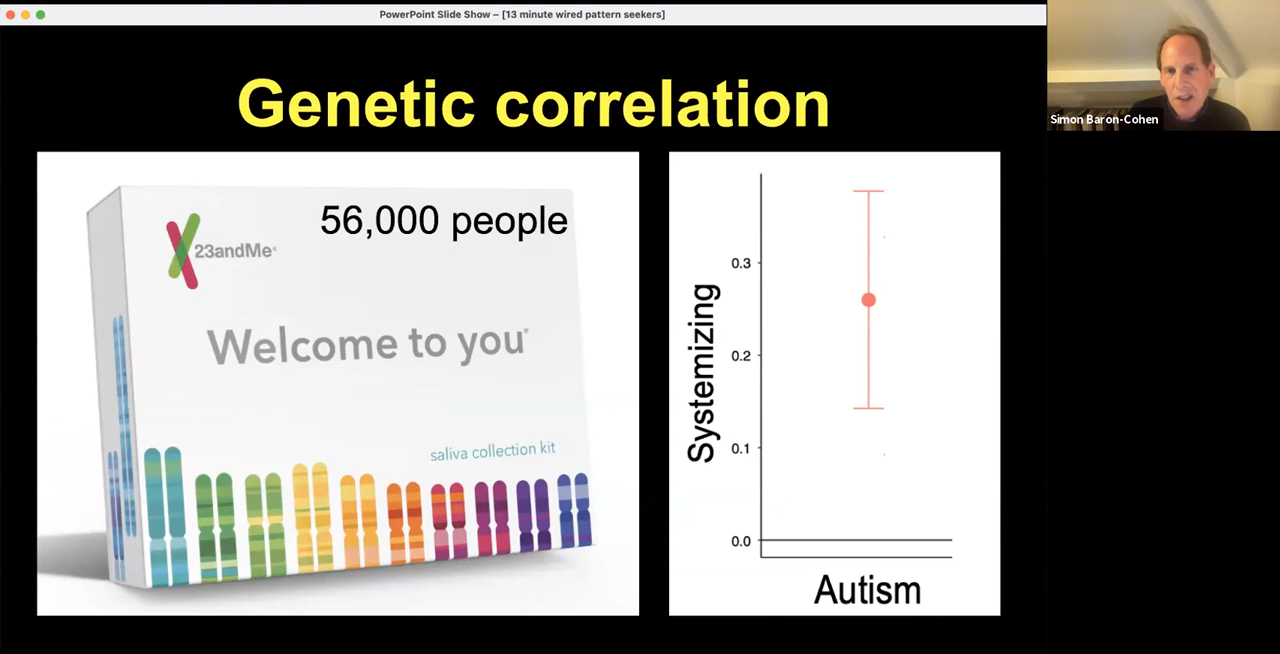 PowerPoint Slide Show – [13 minute wired pattern seekers]
Genetic correlation
56,000 people
23andMe®
Welcome to you®
saliva collection kit
Systemizing
0.3
0.2
0.1
0.0
Autism
Simon Baron-Cohen